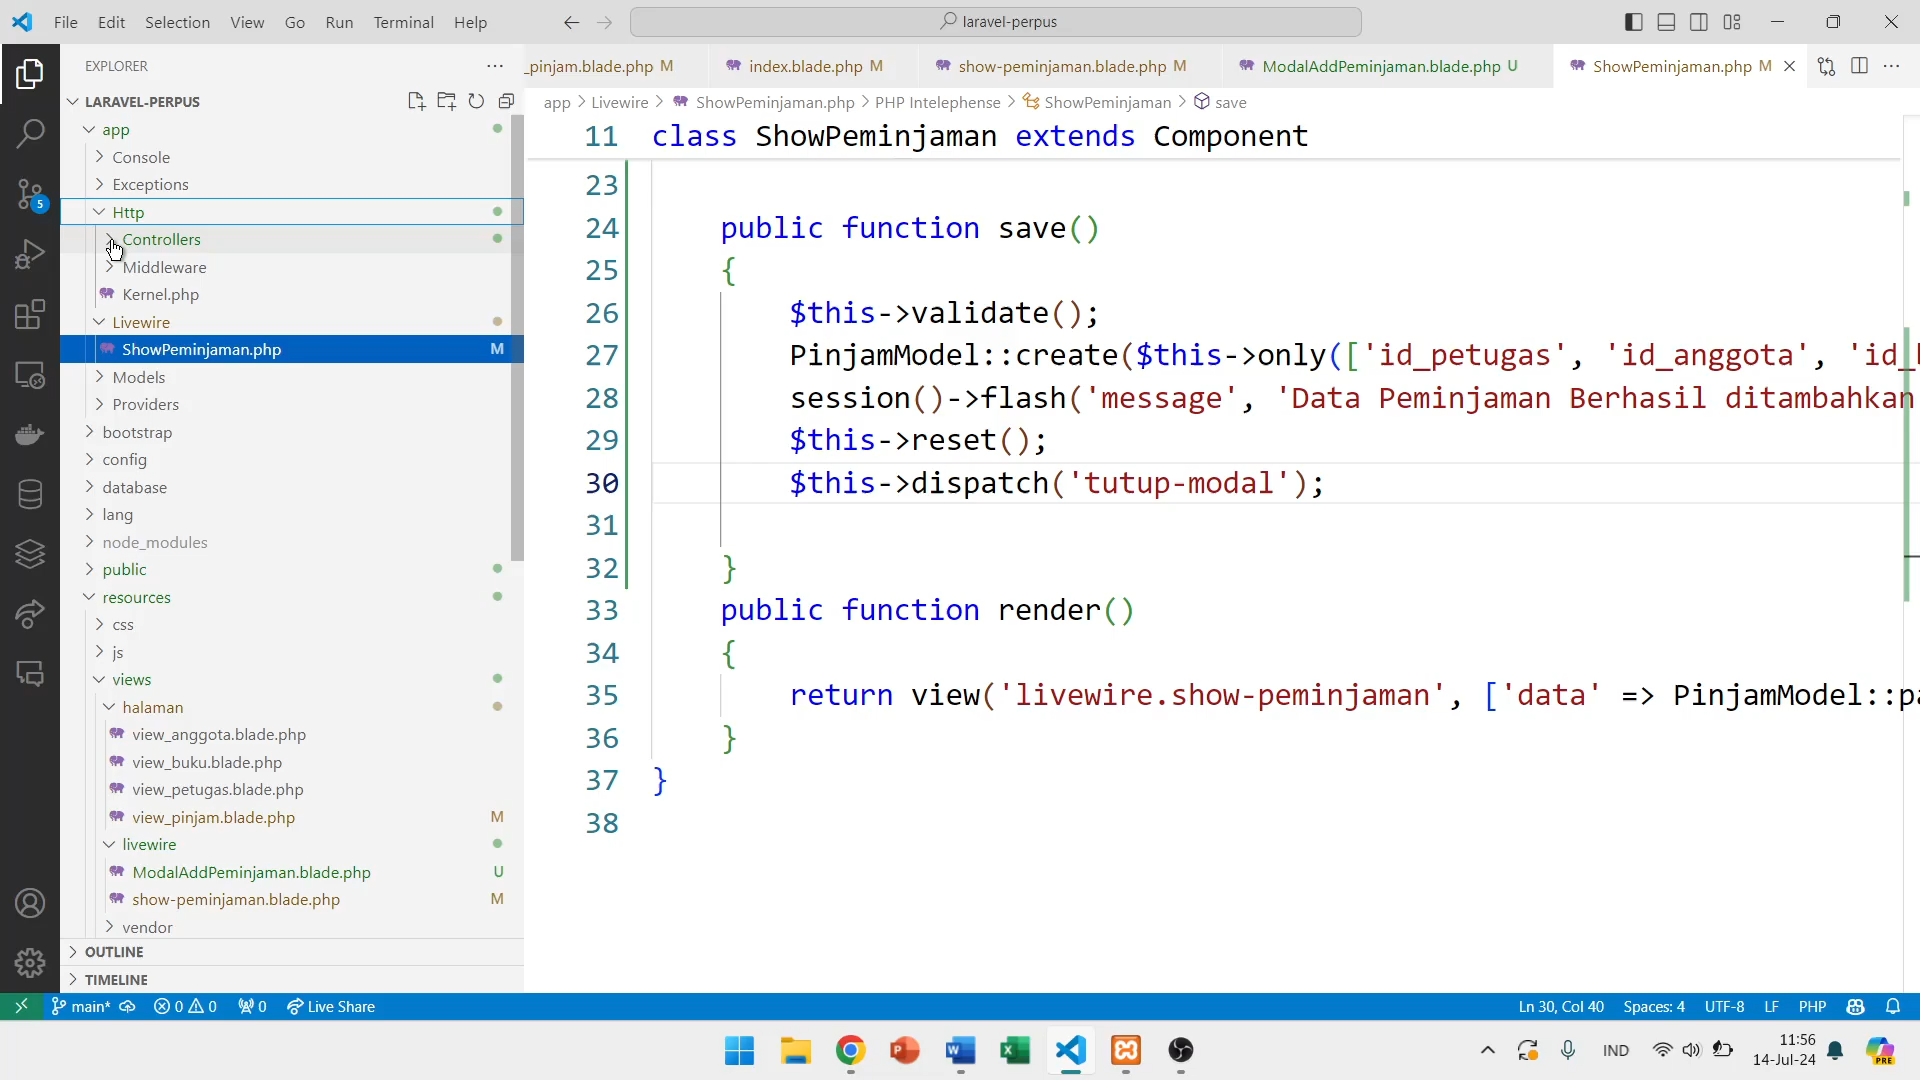 File Edit Selection View Go Run Terminal Help
laravel-perpus
EXPLORER
_pinjam.blade.php M
index.blade.php M
show-peminjaman.blade.php M
ModalAddPeminjaman.blade.php U
ShowPeminjaman.php M
LARAVEL-PERPUS
app > Livewire > ShowPeminjaman.php > PHP Intelephense > ShowPeminjaman > save
app
Console
Exceptions
Http
Controllers
Middleware
Kernel.php
Livewire
ShowPeminjaman.php M
Models
Providers
bootstrap
config
database
lang
node_modules
public
resources
css
js
views
halaman
view_anggota.blade.php
view_buku.blade.php
view_petugas.blade.php
view_pinjam.blade.php M
livewire
ModalAddPeminjaman.blade.php U
show-peminjaman.blade.php M
vendor
OUTLINE
TIMELINE
5
11 class ShowPeminjaman extends Component
23
24 public function save()
25 {
26 $this->validate();
27 PinjamModel::create($this->only(['id_petugas', 'id_anggota', 'id_
28 session()->flash('message', 'Data Peminjaman Berhasil ditambahkan
29 $this->reset();
30 $this->dispatch('tutup-modal');
31
32 }
33 public function render()
34 {
35 return view('livewire.show-peminjaman', ['data' => PinjamModel::pa
36 }
37 }
38
main* 0 0 0 Live Share
Ln 30, Col 40 Spaces: 4 UTF-8 LF PHP
IND
11:56
14-Jul-24
PRE